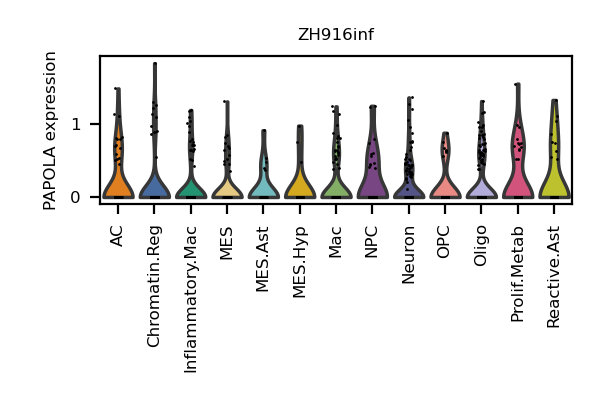 ZH916inf
PAPOLA expression
1
0
AC
Chromatin.Reg
Inflammatory.Mac
MES
MES.Ast
MES.Hyp
Mac
NPC
Neuron
OPC
Oligo
Prolif.Metab
Reactive.Ast